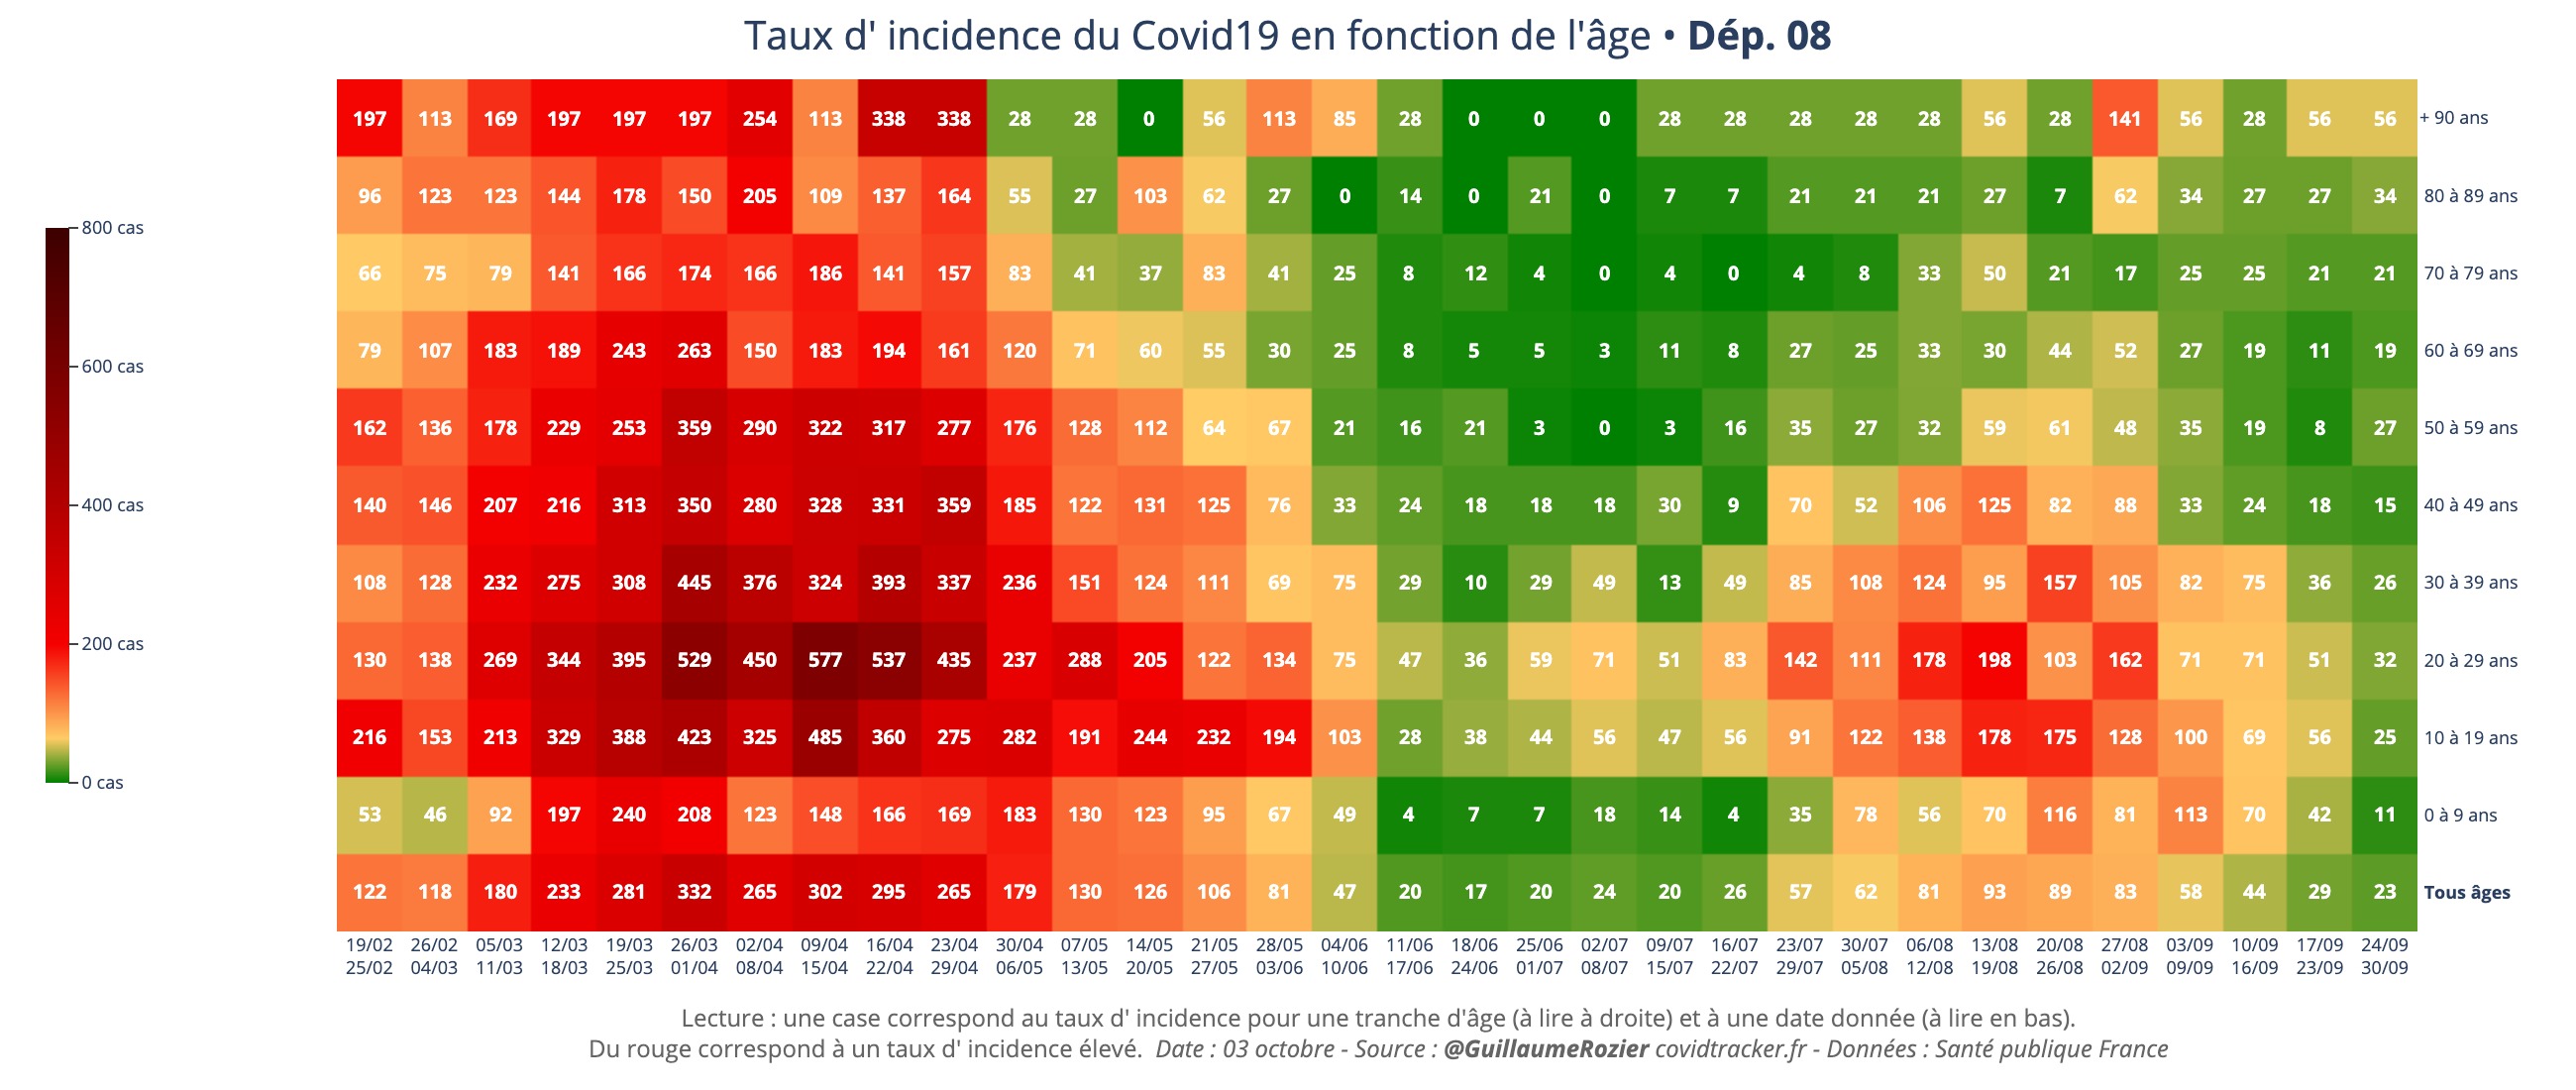 Taux d' incidence du Covid19 en fonction de l'âge • Dép. 08
800 cas
600 cas
400 cas
200 cas
0 cas
197 113 169 197 197 197 254 113 338 338 28 28 0 56 113 85 28 0 0 0 28 28 28 28 28 56 28 141 56 28 56 56 + 90 ans
96 123 123 144 178 150 205 109 137 164 55 27 103 62 27 0 14 0 21 0 7 7 21 21 21 27 7 62 34 27 27 34 80 à 89 ans
66 75 79 141 166 174 166 186 141 157 83 41 37 83 41 25 8 12 4 0 4 0 4 8 33 50 21 17 25 25 21 21 70 à 79 ans
79 107 183 189 243 263 150 183 194 161 120 71 60 55 30 25 8 5 5 3 11 8 27 25 33 30 44 52 27 19 11 19 60 à 69 ans
162 136 178 229 253 359 290 322 317 277 176 128 112 64 67 21 16 21 3 0 3 16 35 27 32 59 61 48 35 19 8 27 50 à 59 ans
140 146 207 216 313 350 280 328 331 359 185 122 131 125 76 33 24 18 18 18 30 9 70 52 106 125 82 88 33 24 18 15 40 à 49 ans
108 128 232 275 308 445 376 324 393 337 236 151 124 111 69 75 29 10 29 49 13 49 85 108 124 95 157 105 82 75 36 26 30 à 39 ans
130 138 269 344 395 529 450 577 537 435 237 288 205 122 134 75 47 36 59 71 51 83 142 111 178 198 103 162 71 71 51 32 20 à 29 ans
216 153 213 329 388 423 325 485 360 275 282 191 244 232 194 103 28 38 44 56 47 56 91 122 138 178 175 128 100 69 56 25 10 à 19 ans
53 46 92 197 240 208 123 148 166 169 183 130 123 95 67 49 4 7 7 18 14 4 35 78 56 70 116 81 113 70 42 11 0 à 9 ans
122 118 180 233 281 332 265 302 295 265 179 130 126 106 81 47 20 17 20 24 20 26 57 62 81 93 89 83 58 44 29 23 Tous âges
19/02 26/02 05/03 12/03 19/03 26/03 02/04 09/04 16/04 23/04 30/04 07/05 14/05 21/05 28/05 04/06 11/06 18/06 25/06 02/07 09/07 16/07 23/07 30/07 06/08 13/08 20/08 27/08 03/09 10/09 17/09 24/09
25/02 04/03 11/03 18/03 25/03 01/04 08/04 15/04 22/04 29/04 06/05 13/05 20/05 27/05 03/06 10/06 17/06 24/06 01/07 08/07 15/07 22/07 29/07 05/08 12/08 19/08 26/08 02/09 09/09 16/09 23/09 30/09
Lecture : une case correspond au taux d' incidence pour une tranche d'âge (à lire à droite) et à une date donnée (à lire en bas).
Du rouge correspond à un taux d' incidence élevé. Date : 03 octobre - Source : @GuillaumeRozier covidtracker.fr - Données : Santé publique France